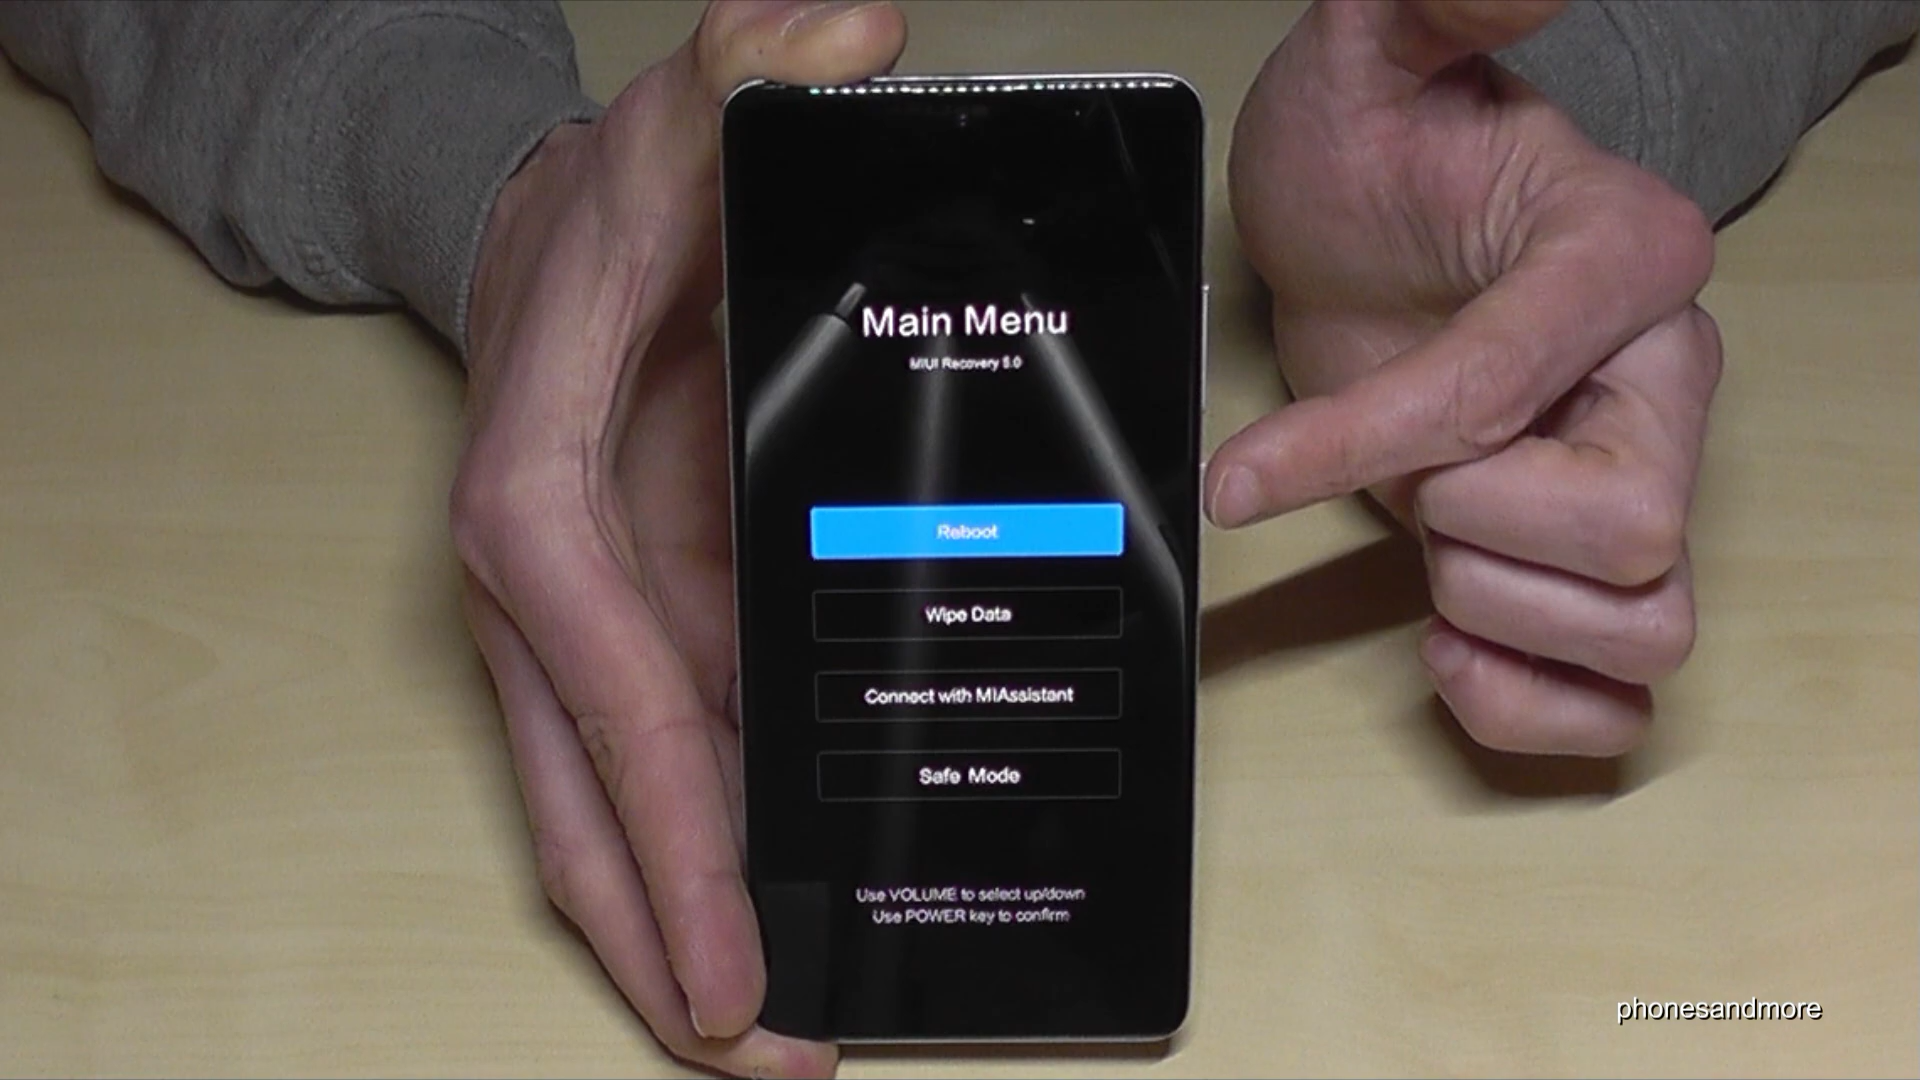 Main Menu
MIUI Recovery 5.0
Reboot
Wipe Data
Connect with MIAssistant
Safe Mode
Use VOLUME to select up/down
Use POWER key to confirm
phonesandmore